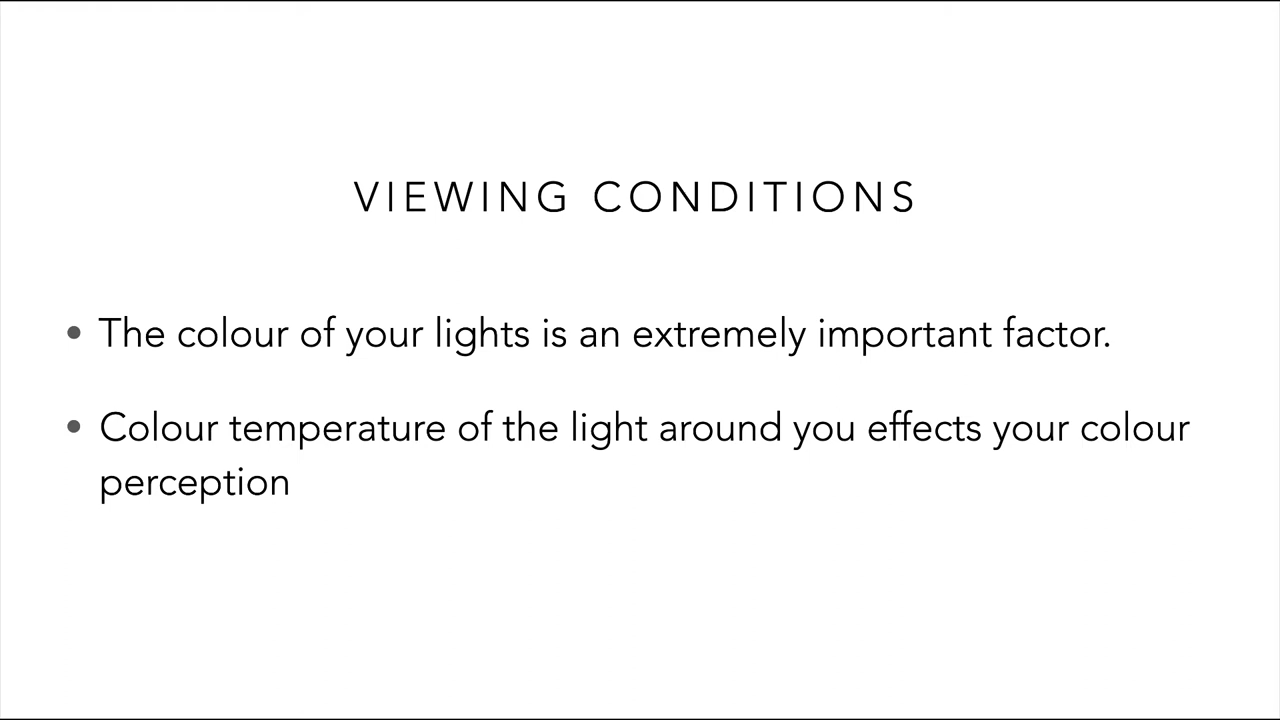 VIEWING CONDITIONS
• The colour of your lights is an extremely important factor.
• Colour temperature of the light around you effects your colour
perception